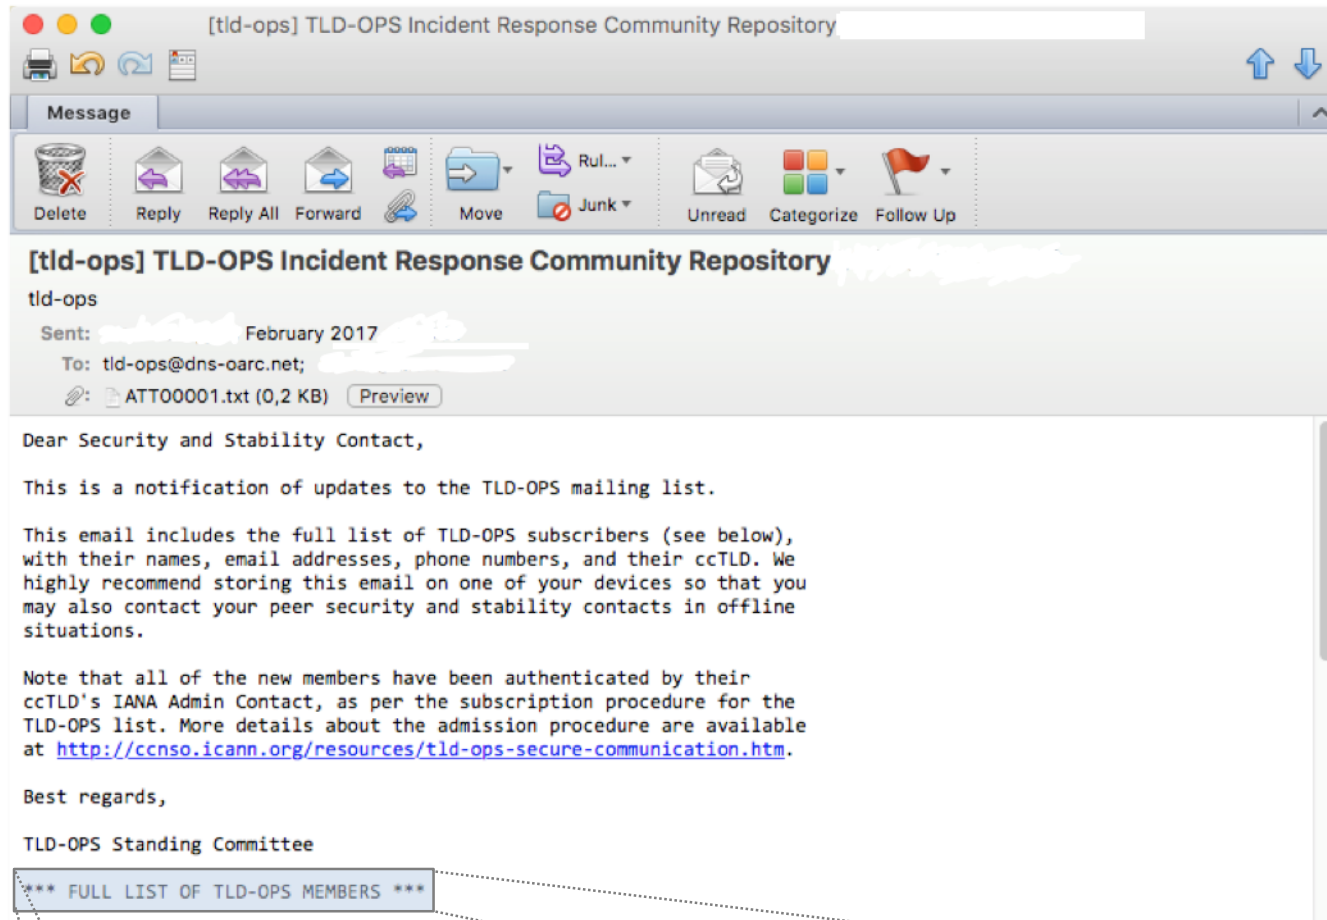 [tld-ops] TLD-OPS Incident Response Community Repository
Message
Delete
Reply
Reply All
Forward
Move
Rul...
Junk
Unread
Categorize
Follow Up
[tld-ops] TLD-OPS Incident Response Community Repository
tld-ops
Sent: February 2017
To: tld-ops@dns-oarc.net;
ATT00001.txt (0,2 KB) Preview
Dear Security and Stability Contact,
This is a notification of updates to the TLD-OPS mailing list.
This email includes the full list of TLD-OPS subscribers (see below),
with their names, email addresses, phone numbers, and their ccTLD. We
highly recommend storing this email on one of your devices so that you
may also contact your peer security and stability contacts in offline
situations.
Note that all of the new members have been authenticated by their
ccTLD's IANA Admin Contact, as per the subscription procedure for the
TLD-OPS list. More details about the admission procedure are available
at http://ccnso.icann.org/resources/tld-ops-secure-communication.htm.
Best regards,
TLD-OPS Standing Committee
*** FULL LIST OF TLD-OPS MEMBERS ***